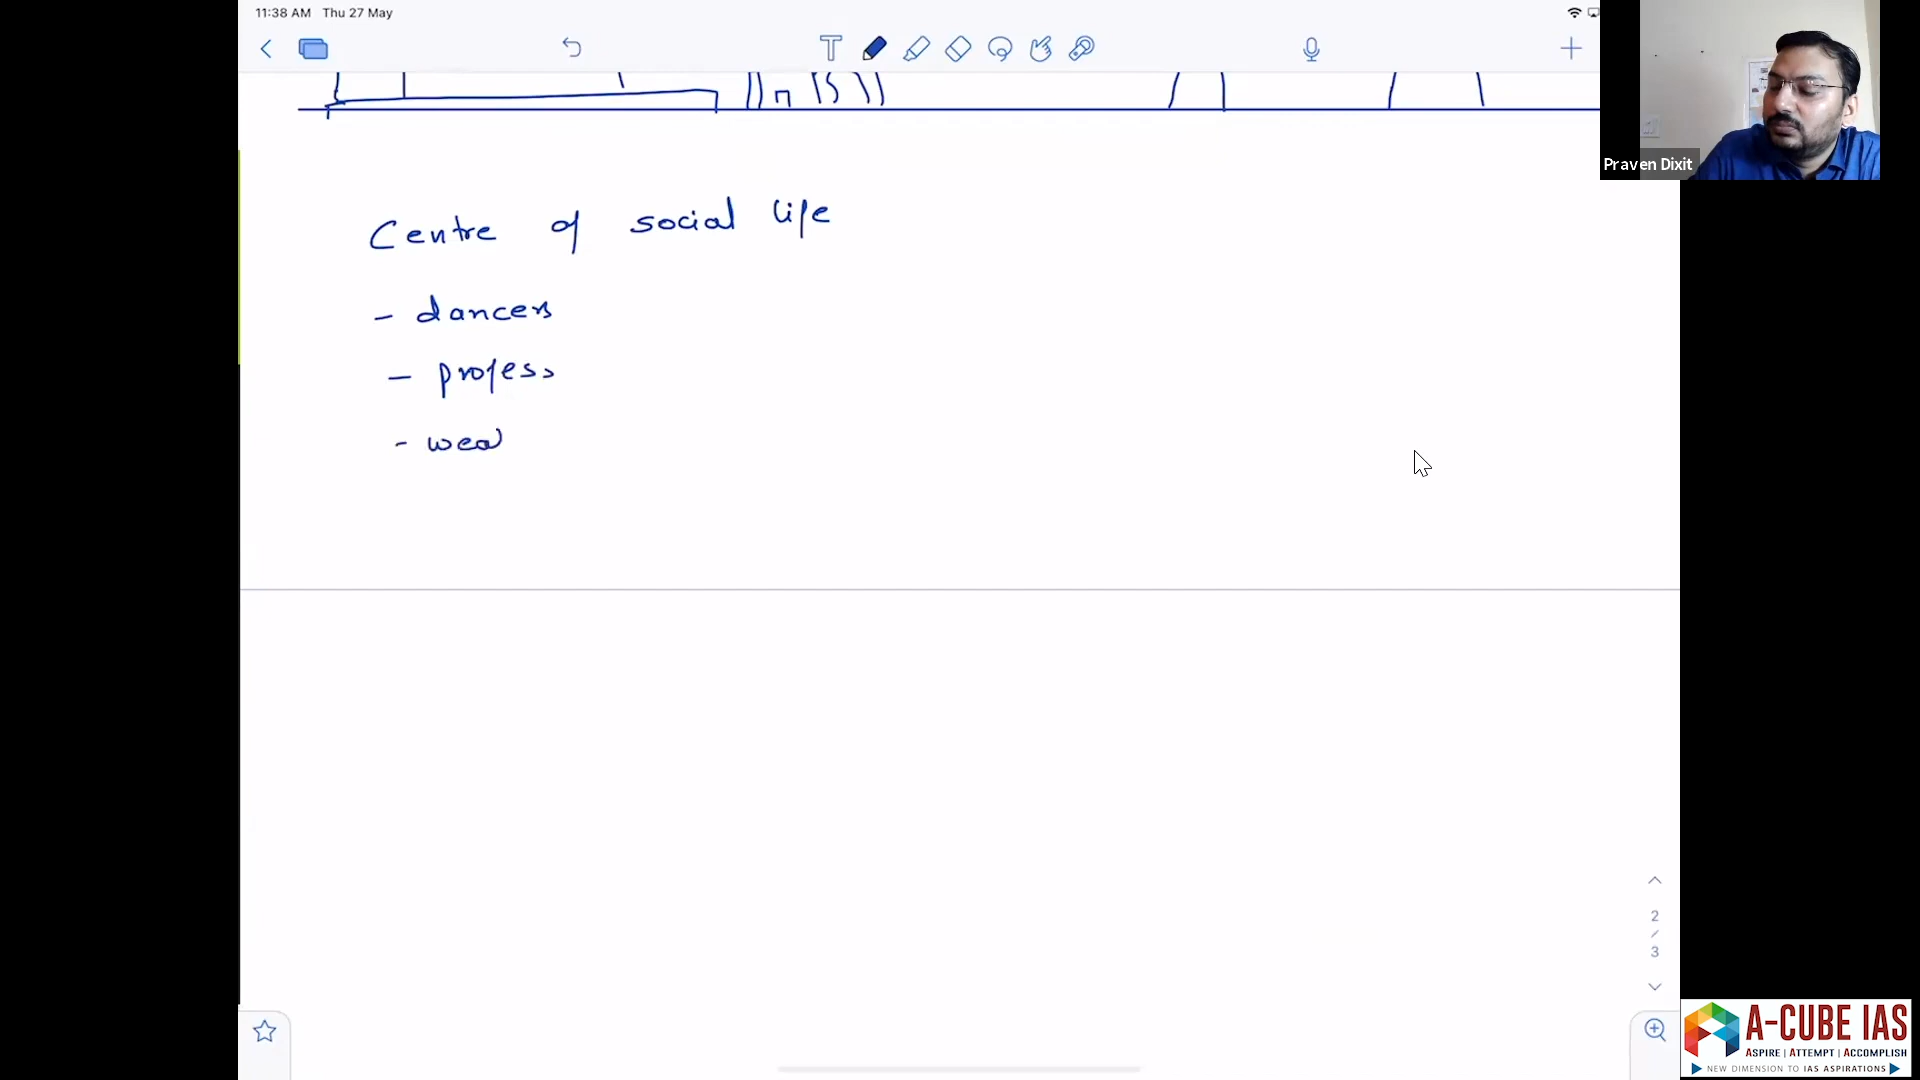 11:38 AM Thu 27 May
T
Praven Dixit
Centre of social life
- dancers
- profess
- wea
2
3
A-CUBE IAS
ASPIRE | ATTEMPT | ACCOMPLISH
NEW DIMENSION TO IAS ASPIRATIONS